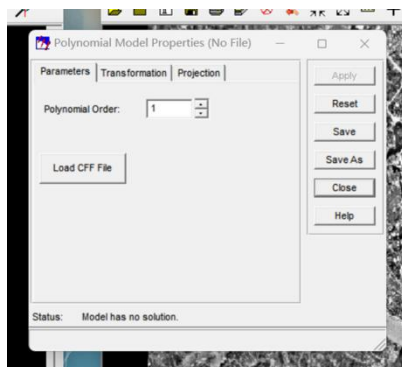 Polynomial Model Properties (No File)
Parameters
Transformation
Projection
Apply
Polynomial Order:
1
Reset
Save
Load CFF File
Save As
Close
Help
Status: Model has no solution.